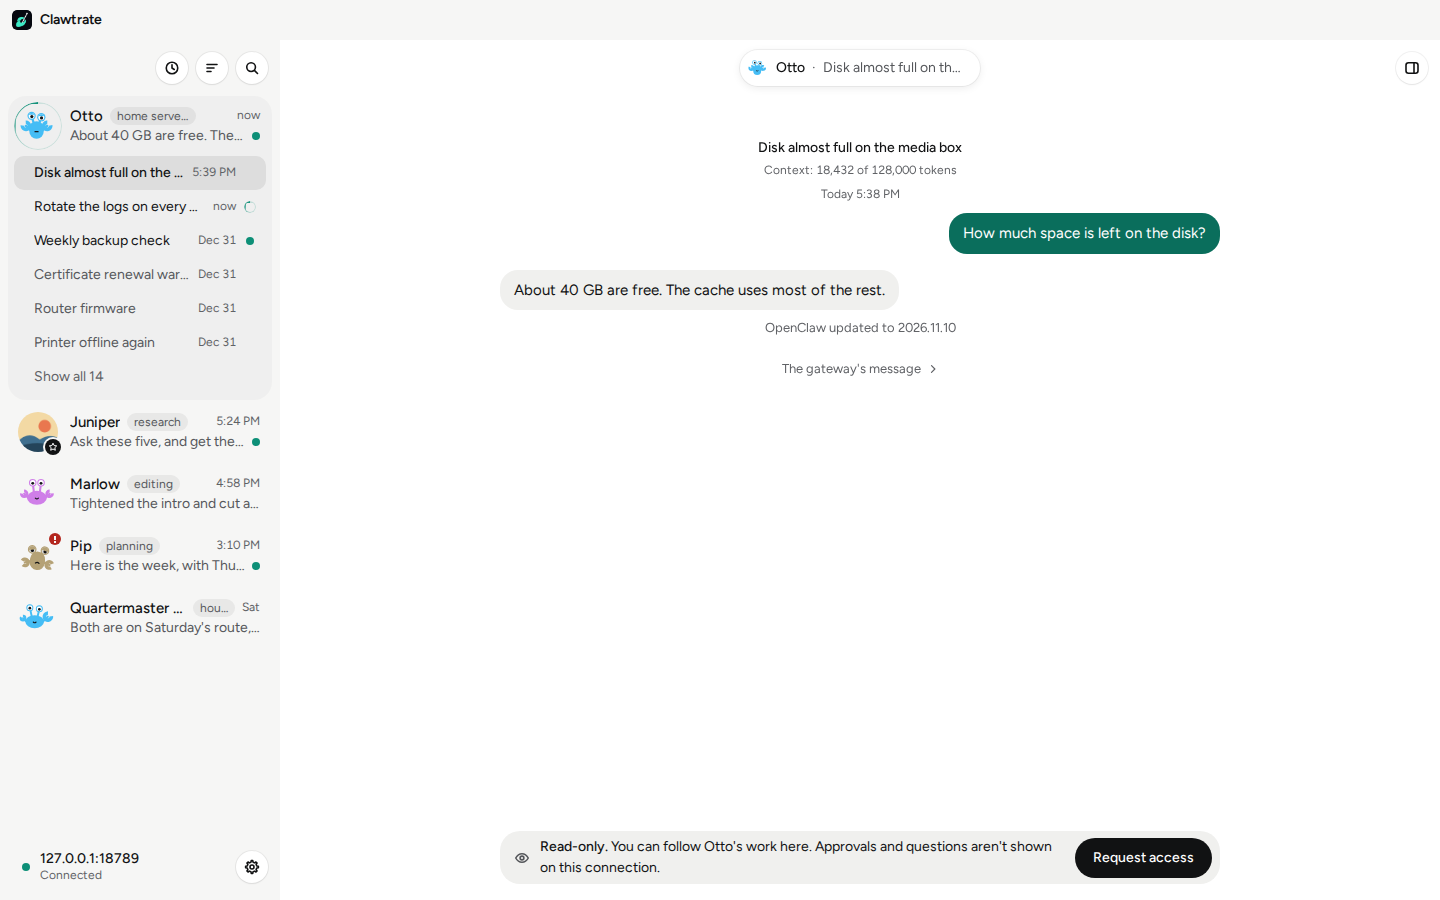 Clawtrate
Otto · Disk almost full on th...
Otto home serve... now
About 40 GB are free. The...
Disk almost full on the ... 5:39 PM
Rotate the logs on every ... now
Weekly backup check Dec 31
Certificate renewal war... Dec 31
Router firmware Dec 31
Printer offline again Dec 31
Show all 14
Juniper research 5:24 PM
Ask these five, and get the...
Marlow editing 4:58 PM
Tightened the intro and cut a...
Pip planning 3:10 PM
Here is the week, with Thu...
Quartermaster ... hou... Sat
Both are on Saturday's route,...
127.0.0.1:18789
Connected
Disk almost full on the media box
Context: 18,432 of 128,000 tokens
Today 5:38 PM
How much space is left on the disk?
About 40 GB are free. The cache uses most of the rest.
OpenClaw updated to 2026.11.10
The gateway's message
Read-only. You can follow Otto's work here. Approvals and questions aren't shown
on this connection.
Request access